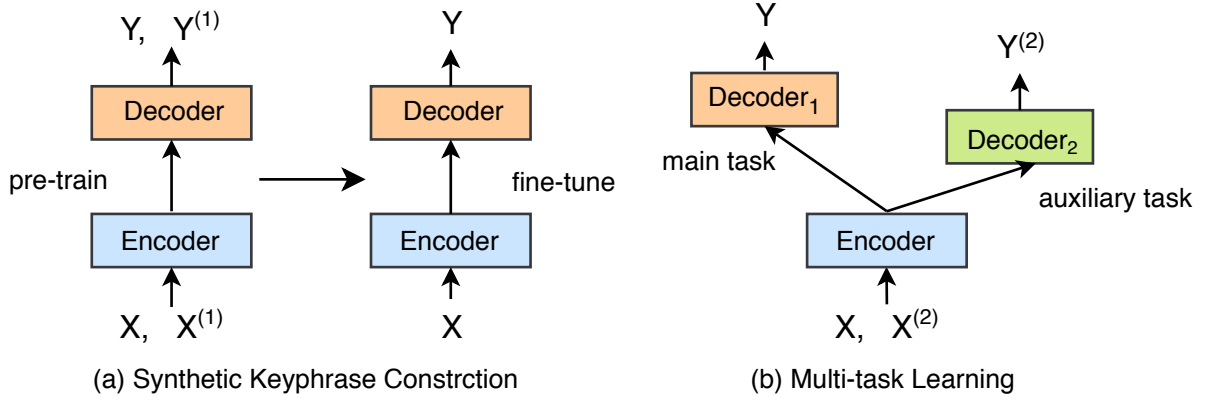 Y, Y(1)
Decoder
pre-train
Encoder
X, X(1)
Y
Decoder
fine-tune
Encoder
X
(a) Synthetic Keyphrase Constrction
Y
Decoder1
main task
Y(2)
Decoder2
auxiliary task
Encoder
X, X(2)
(b) Multi-task Learning